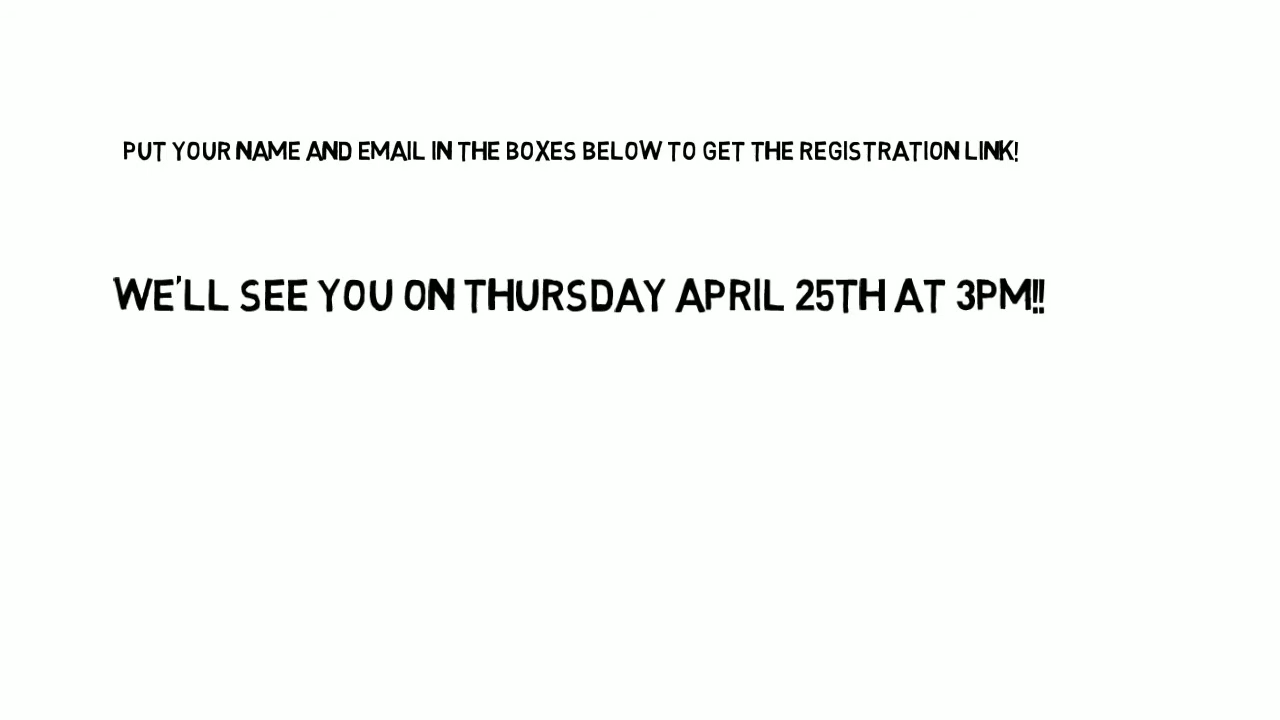 PUT YOUR NAME AND EMAIL IN THE BOXES BELOW TO GET THE REGISTRATION LINK!
WE'LL SEE YOU ON THURSDAY APRIL 25TH AT 3PM!!